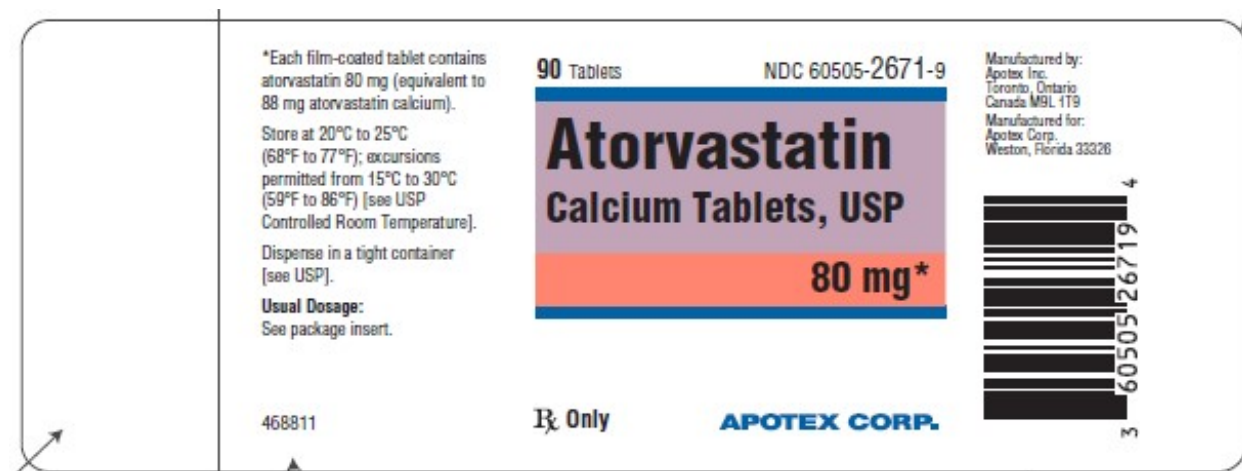 *Each film-coated tablet contains
atorvastatin 80 mg (equivalent to
88 mg atorvastatin calcium).
Store at 20°C to 25°C
(68°F to 77°F); excursions
permitted from 15°C to 30°C
(59°F to 86°F) [see USP
Controlled Room Temperature].
Dispense in a tight container
[see USP].
Usual Dosage:
See package insert.
468811
90 Tablets NDC 60505-2671-9
Atorvastatin
Calcium Tablets, USP
80 mg*
℞ Only APOTEX CORP.
Manufactured by:
Apotex Inc.
Toronto, Ontario
Canada M9L 1T9
Manufactured for:
Apotex Corp.
Weston, Florida 33326
3 60505 26719 4